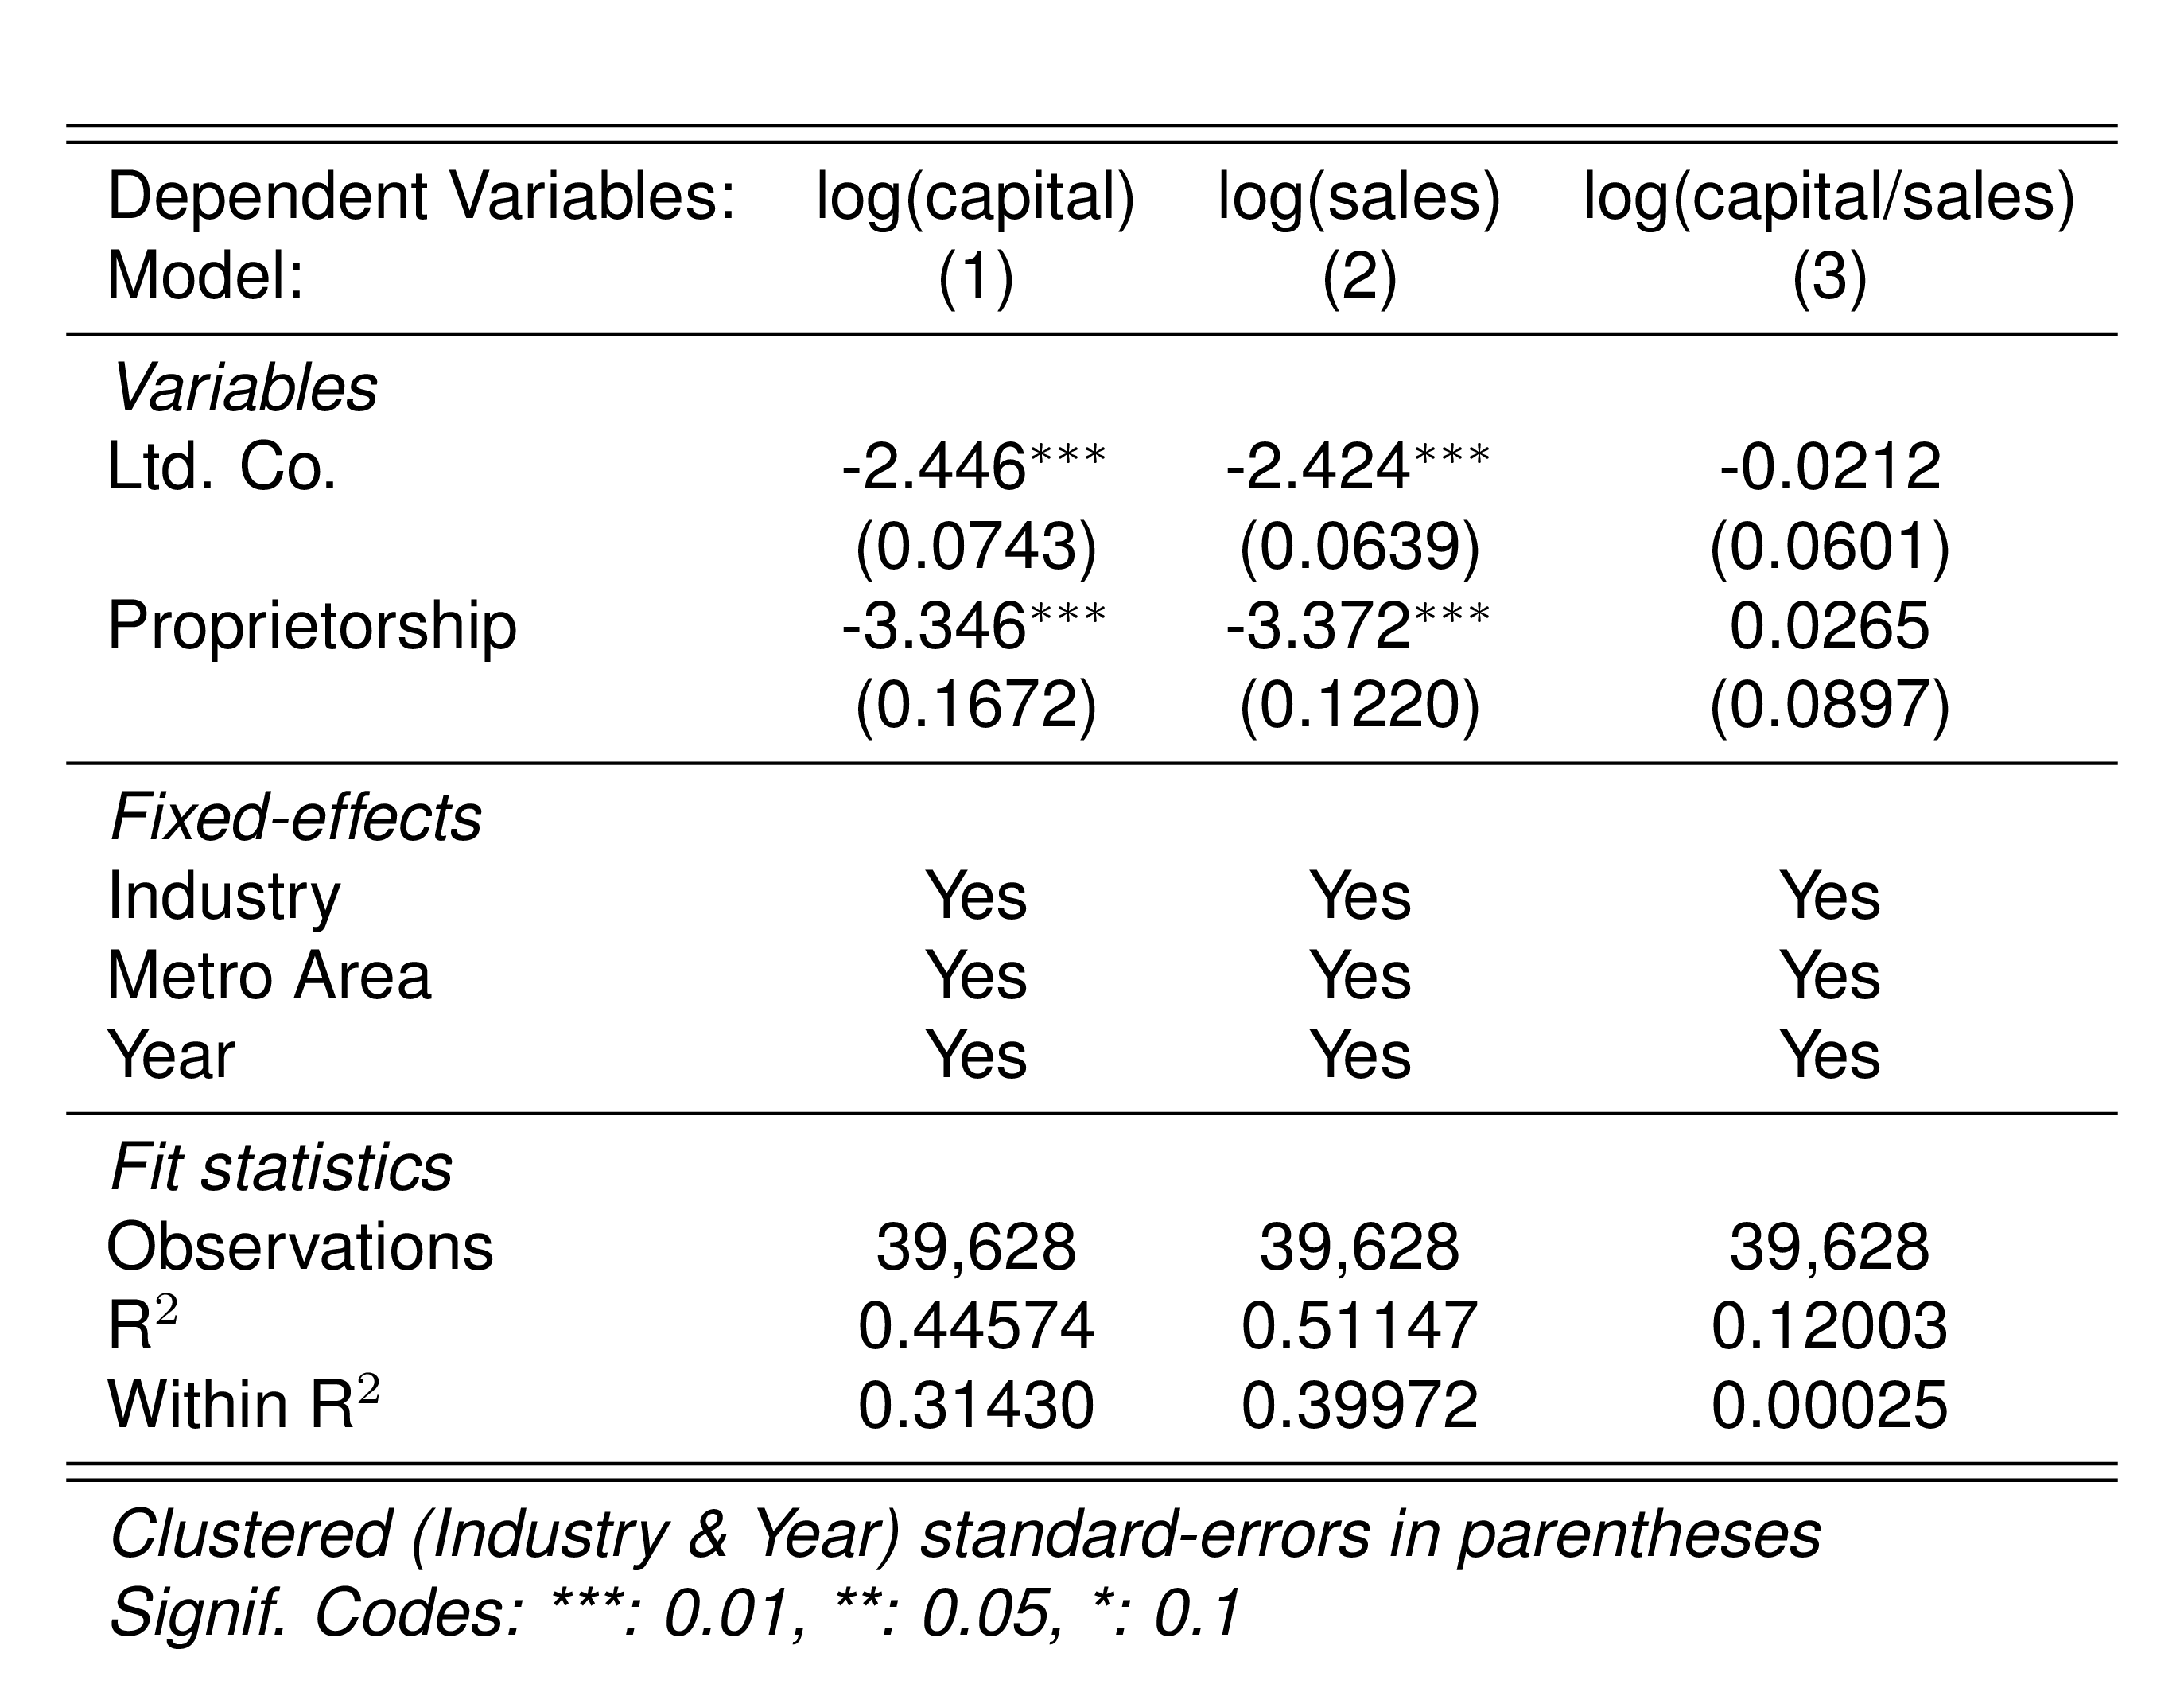 Dependent Variables: log(capital) log(sales) log(capital/sales)
Model: (1) (2) (3)
Variables
Ltd. Co. -2.446*** -2.424*** -0.0212
(0.0743) (0.0639) (0.0601)
Proprietorship -3.346*** -3.372*** 0.0265
(0.1672) (0.1220) (0.0897)
Fixed-effects
Industry Yes Yes Yes
Metro Area Yes Yes Yes
Year Yes Yes Yes
Fit statistics
Observations 39,628 39,628 39,628
R² 0.44574 0.51147 0.12003
Within R² 0.31430 0.39972 0.00025
Clustered (Industry & Year) standard-errors in parentheses
Signif. Codes: ***: 0.01, **: 0.05, *: 0.1